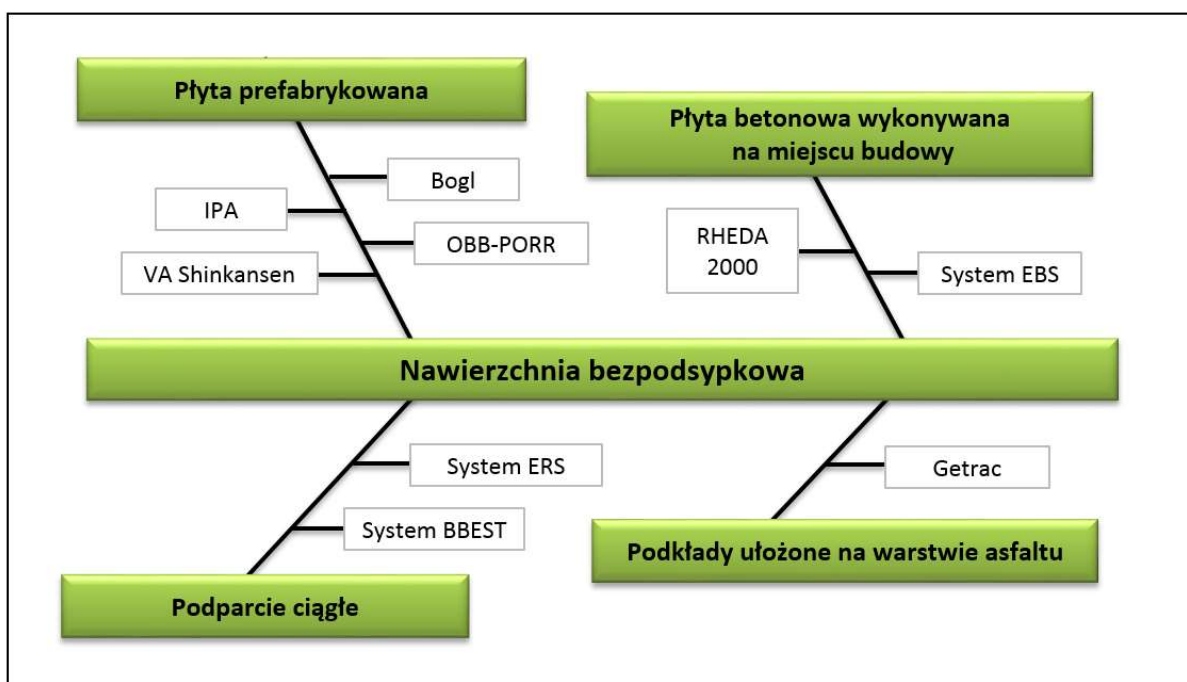 Płyta prefabrykowana
Bogl
IPA
OBB-PORR
VA Shinkansen
Płyta betonowa wykonywana
na miejscu budowy
RHEDA
2000
System EBS
Nawierzchnia bezpodsypkowa
System ERS
System BBEST
Podparcie ciągłe
Getrac
Podkłady ułożone na warstwie asfaltu